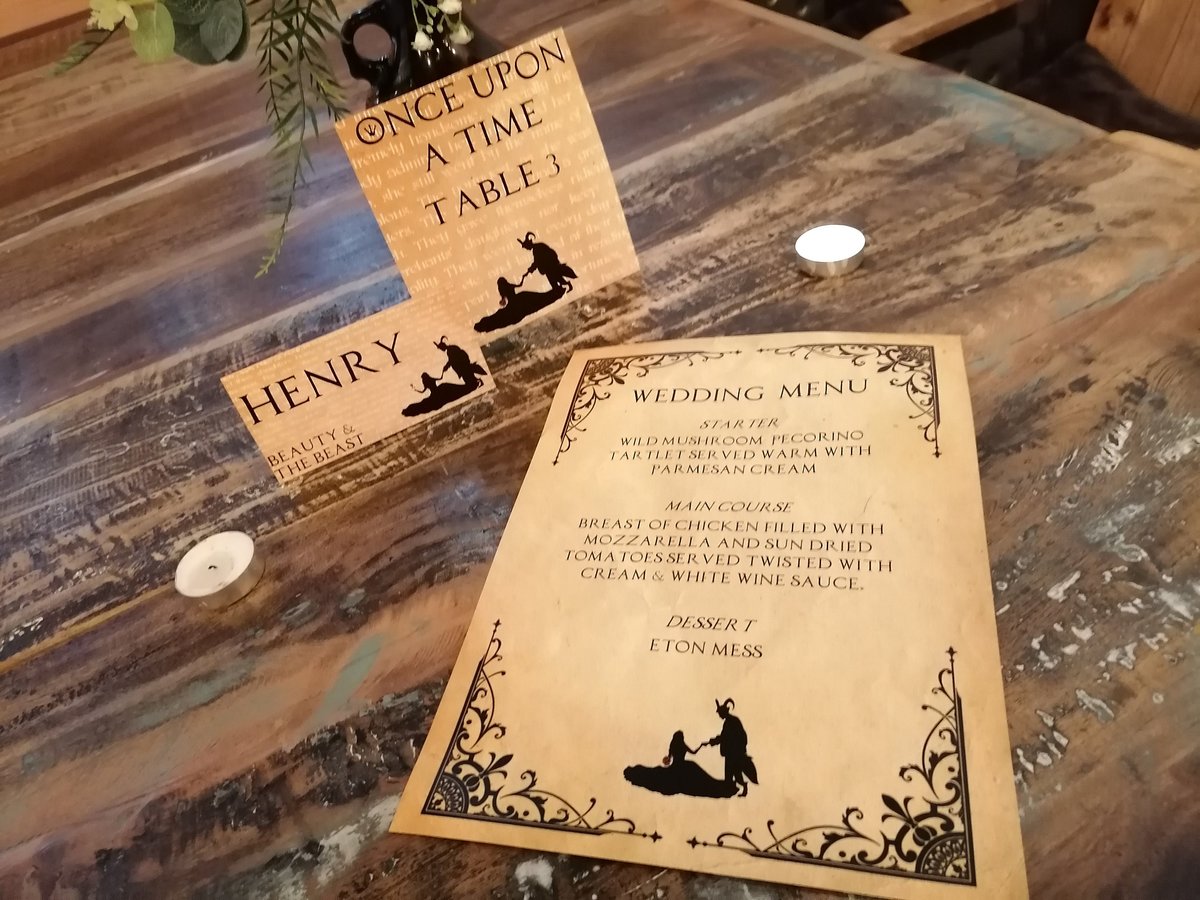 ONCE UPON
A TIME
TABLE 3
HENRY
BEAUTY &
THE BEAST
WEDDING MENU
STARTER
WILD MUSHROOM PECORINO
TARTLET SERVED WARM WITH
PARMESAN CREAM
MAIN COURSE
BREAST OF CHICKEN FILLED WITH
MOZZARELLA AND SUN DRIED
TOMATOES SERVED TWISTED WITH
CREAM & WHITE WINE SAUCE.
DESSERT
ETON MESS